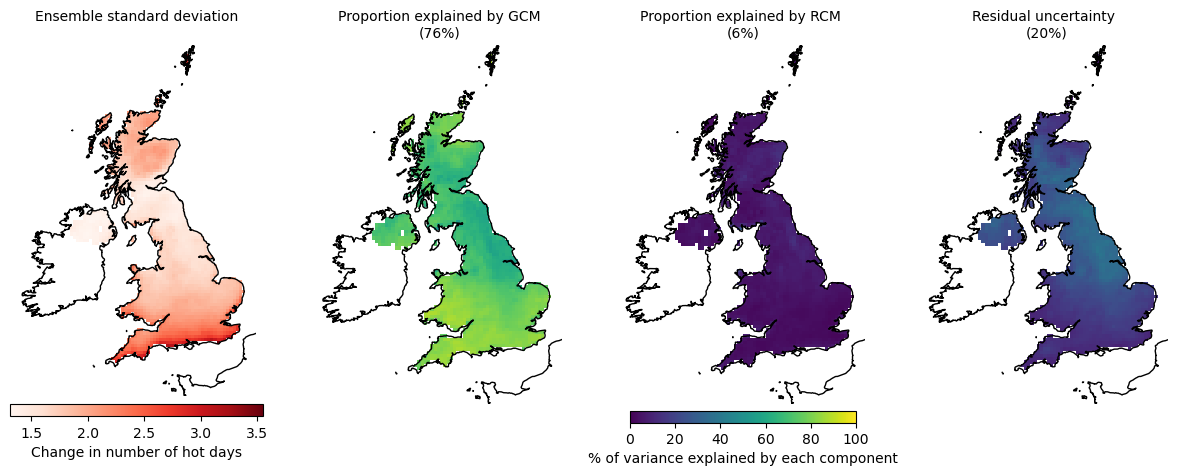 Ensemble standard deviation
Proportion explained by GCM
(76%)
Proportion explained by RCM
(6%)
Residual uncertainty
(20%)
1.5 2.0 2.5 3.0 3.5
Change in number of hot days
0 20 40 60 80 100
% of variance explained by each component